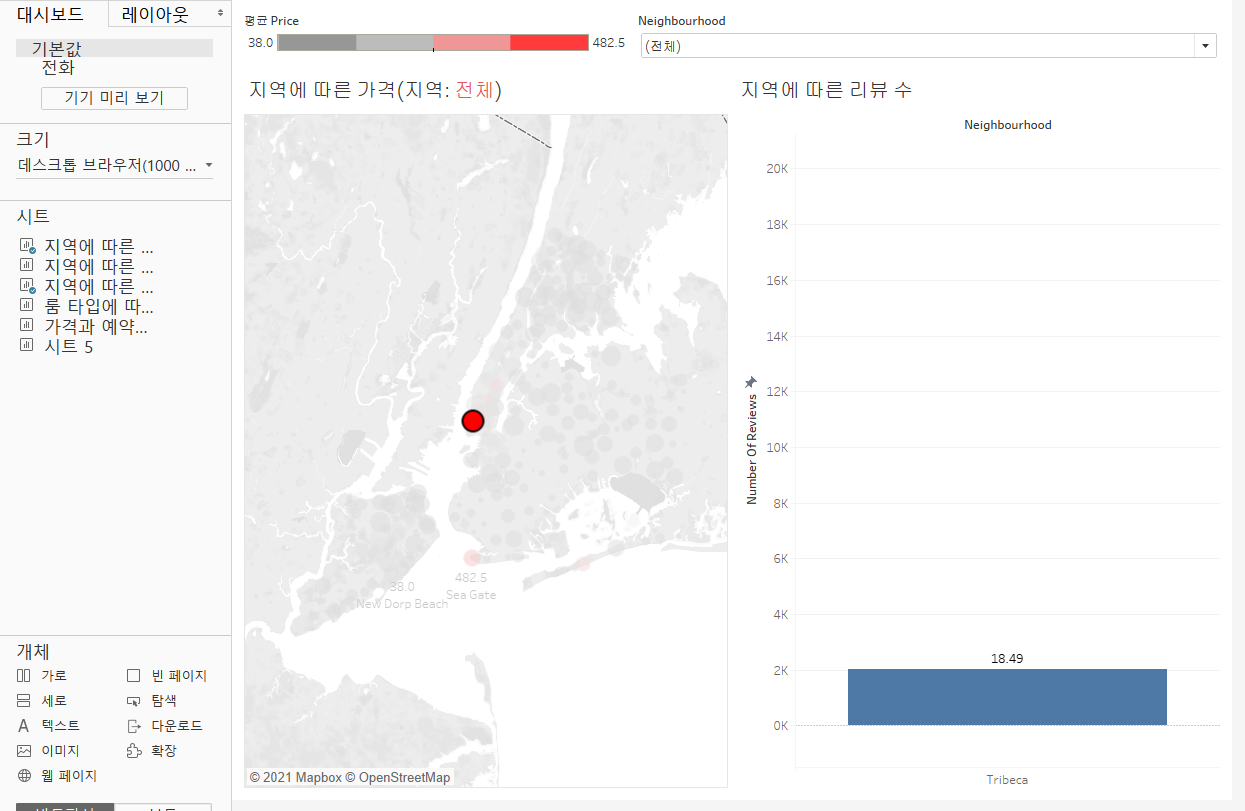 대시보드 레이아웃
기본값
전화
기기 미리 보기
크기
데스크톱 브라우저(1000 ...
시트
지역에 따른 ...
지역에 따른 ...
지역에 따른 ...
룸 타입에 따...
가격과 예약...
시트 5
개체
가로 빈 페이지
세로 탐색
텍스트 다운로드
이미지 확장
웹 페이지
평균 Price
38.0 482.5
Neighbourhood
(전체)
지역에 따른 가격(지역: 전체)
38.0
New Dorp Beach
482.5
Sea Gate
© 2021 Mapbox © OpenStreetMap
지역에 따른 리뷰 수
Neighbourhood
Number Of Reviews
20K
18K
16K
14K
12K
10K
8K
6K
4K
2K
0K
18.49
Tribeca